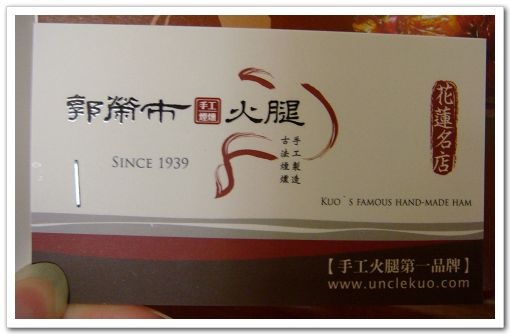 郭榮市 手工煙燻 火腿
SINCE 1939
手工製造
古法煙燻
花蓮名店
KUO`S FAMOUS HAND-MADE HAM
【手工火腿第一品牌】
www.unclekuo.com